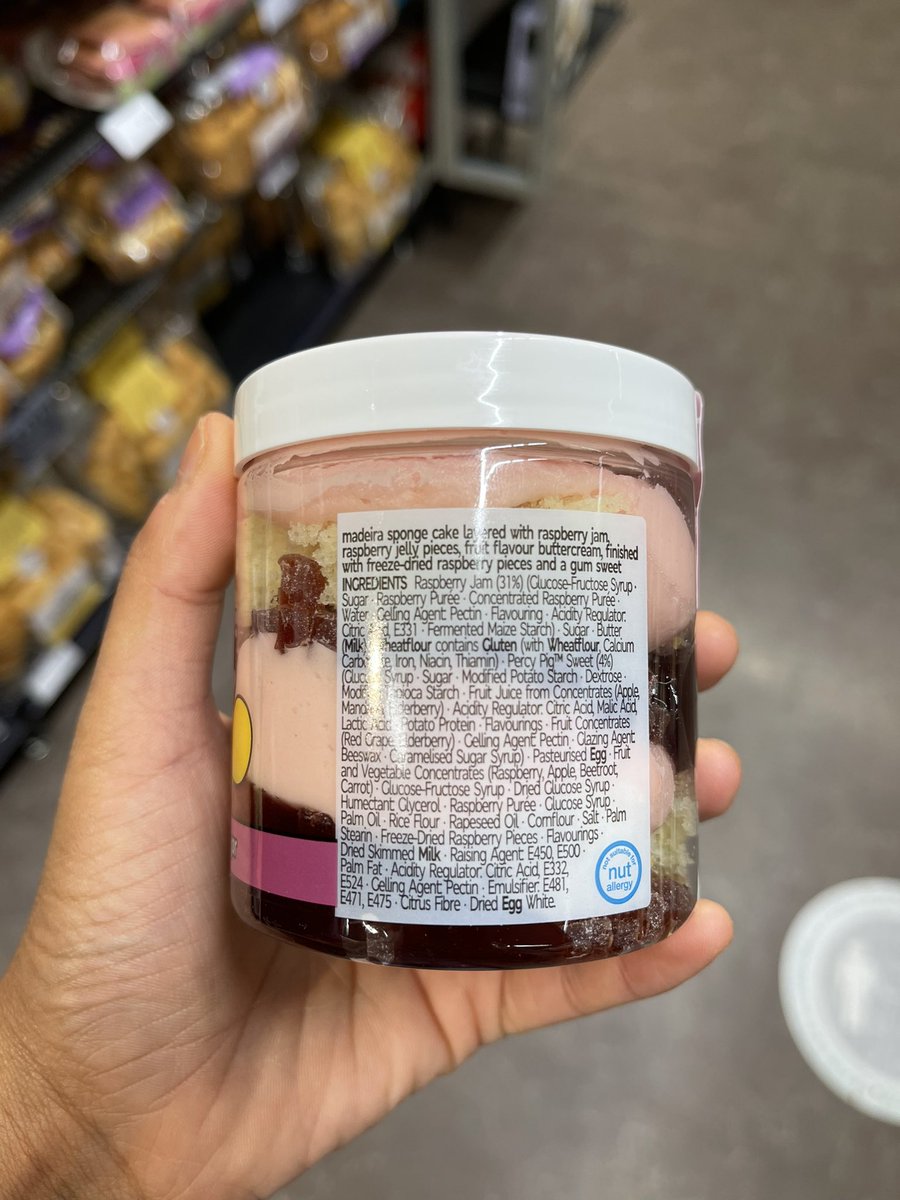 madeira sponge cake layered with raspberry jam,
raspberry jelly pieces, fruit flavour buttercream, finished
with freeze-dried raspberry pieces and a gum sweet
INGREDIENTS Raspberry Jam (31%) (Glucose-Fructose Syrup ·
Sugar · Raspberry Purée · Concentrated Raspberry Purée ·
Water · Gelling Agent: Pectin · Flavouring · Acidity Regulator:
Citric Acid, E331 · Fermented Maize Starch) · Sugar · Butter
(Milk) · Wheatflour contains Gluten (with Wheatflour, Calcium
Carbonate, Iron, Niacin, Thiamin) · Percy Pig™ Sweet (4%)
(Glucose Syrup · Sugar · Modified Potato Starch · Dextrose ·
Modified Tapioca Starch · Fruit Juice from Concentrates (Apple,
Mandarin, Elderberry) · Acidity Regulator: Citric Acid, Malic Acid,
Lactic Acid · Potato Protein · Flavourings · Fruit Concentrates
(Red Grape, Elderberry) · Gelling Agent: Pectin · Glazing Agent:
Beeswax · Caramelised Sugar Syrup) · Pasteurised Egg · Fruit
and Vegetable Concentrates (Raspberry, Apple, Beetroot,
Carrot) · Glucose-Fructose Syrup · Dried Glucose Syrup ·
Humectant: Glycerol · Raspberry Purée · Glucose Syrup ·
Palm Oil · Rice Flour · Rapeseed Oil · Cornflour · Salt · Palm
Stearin · Freeze-Dried Raspberry Pieces · Flavourings ·
Dried Skimmed Milk · Raising Agent: E450, E500 ·
Palm Fat · Acidity Regulator: Citric Acid, E332,
E524 · Gelling Agent: Pectin · Emulsifier: E481,
E471, E475 · Citrus Fibre · Dried Egg White.
not suitable for
nut
allergy